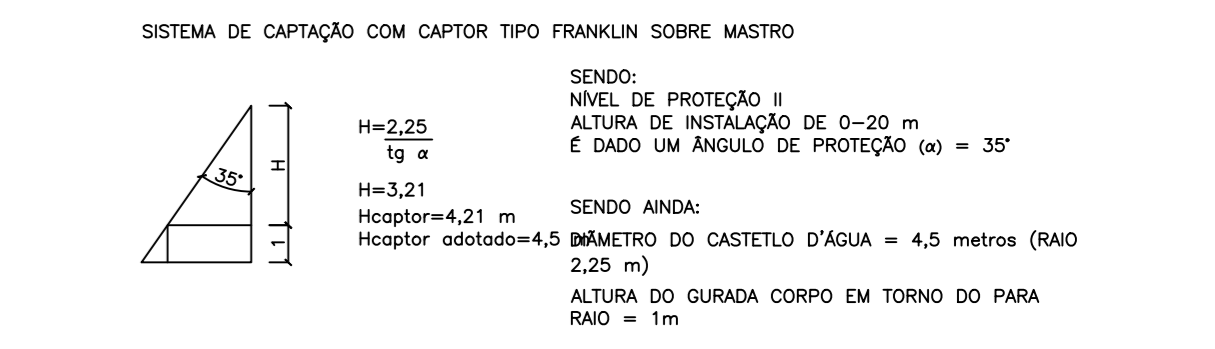 SISTEMA DE CAPTAÇÃO COM CAPTOR TIPO FRANKLIN SOBRE MASTRO
35°
H
1
H=2,25
tg α
H=3,21
Hcaptor=4,21 m
Hcaptor adotado=4,5 m
SENDO:
NÍVEL DE PROTEÇÃO II
ALTURA DE INSTALAÇÃO DE 0-20 m
É DADO UM ÂNGULO DE PROTEÇÃO (α) = 35°
SENDO AINDA:
DIÂMETRO DO CASTETLO D'ÁGUA = 4,5 metros (RAIO
2,25 m)
ALTURA DO GURADA CORPO EM TORNO DO PARA
RAIO = 1m